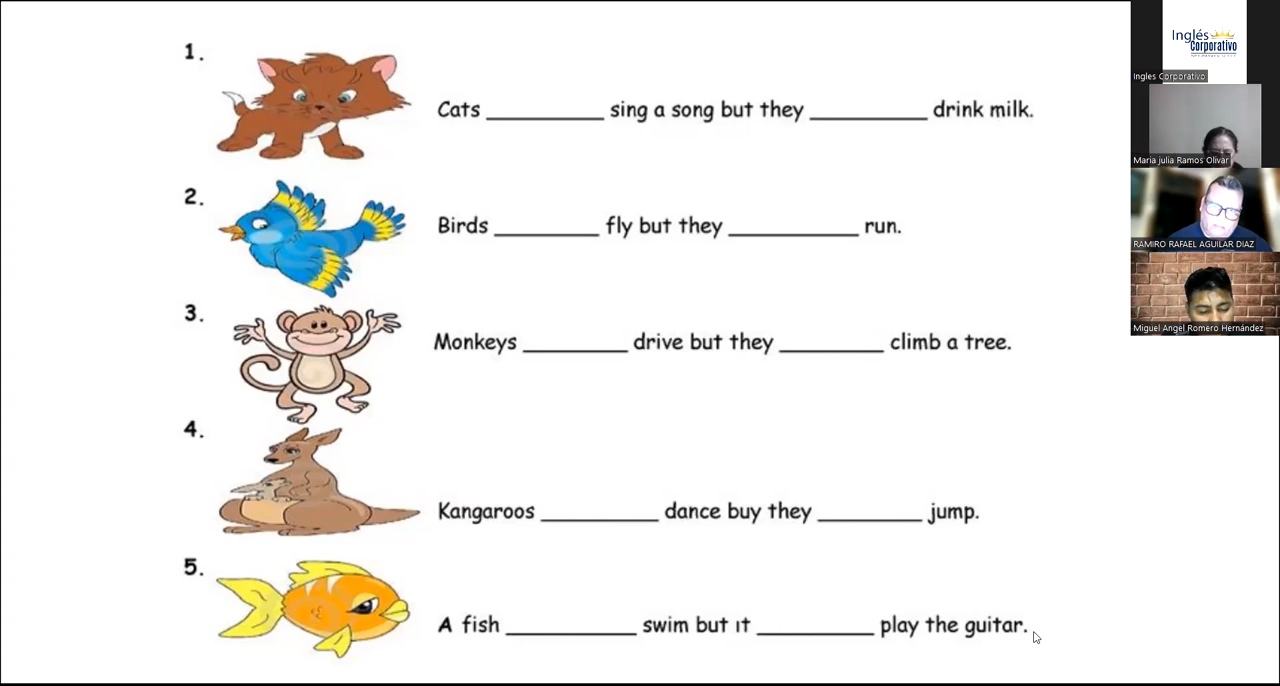 1.
Cats __________ sing a song but they __________ drink milk.
2.
Birds _________ fly but they ___________ run.
3.
Monkeys _________ drive but they _________ climb a tree.
4.
Kangaroos __________ dance buy they _________ jump.
5.
A fish ___________ swim but it __________ play the guitar.
Inglés
Corporativo
Ingles Corporativo
Maria julia Ramos Olivar
RAMIRO RAFAEL AGUILAR DIAZ
Miguel Angel Romero Hernández